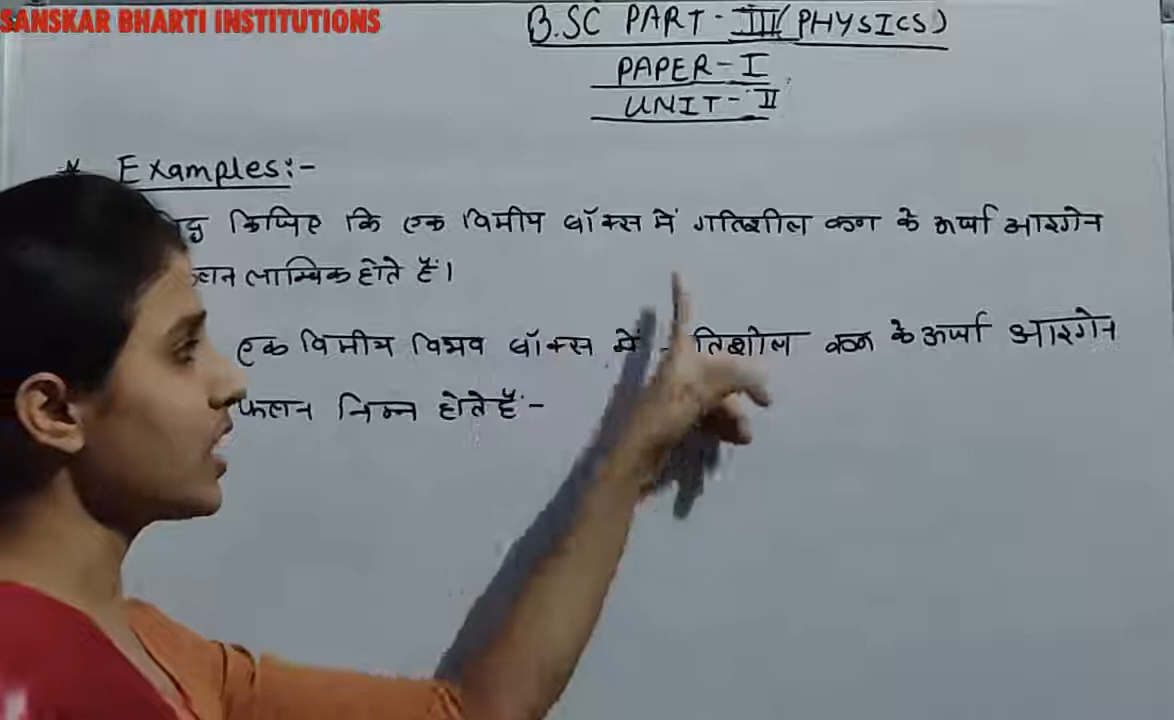 SANSKAR BHARTI INSTITUTIONS
B.SC PART - III (PHYSICS)
PAPER - I
UNIT - II
* Examples:-
किजिए कि एक विमीय बॉक्स में गतिशील कण के ऊर्जा आइगेन
लाम्बिक होते हैं।
एक विमीय विभव बॉक्स में कण के ऊर्जा आइगेन
फलन निम्न होते हैं:-